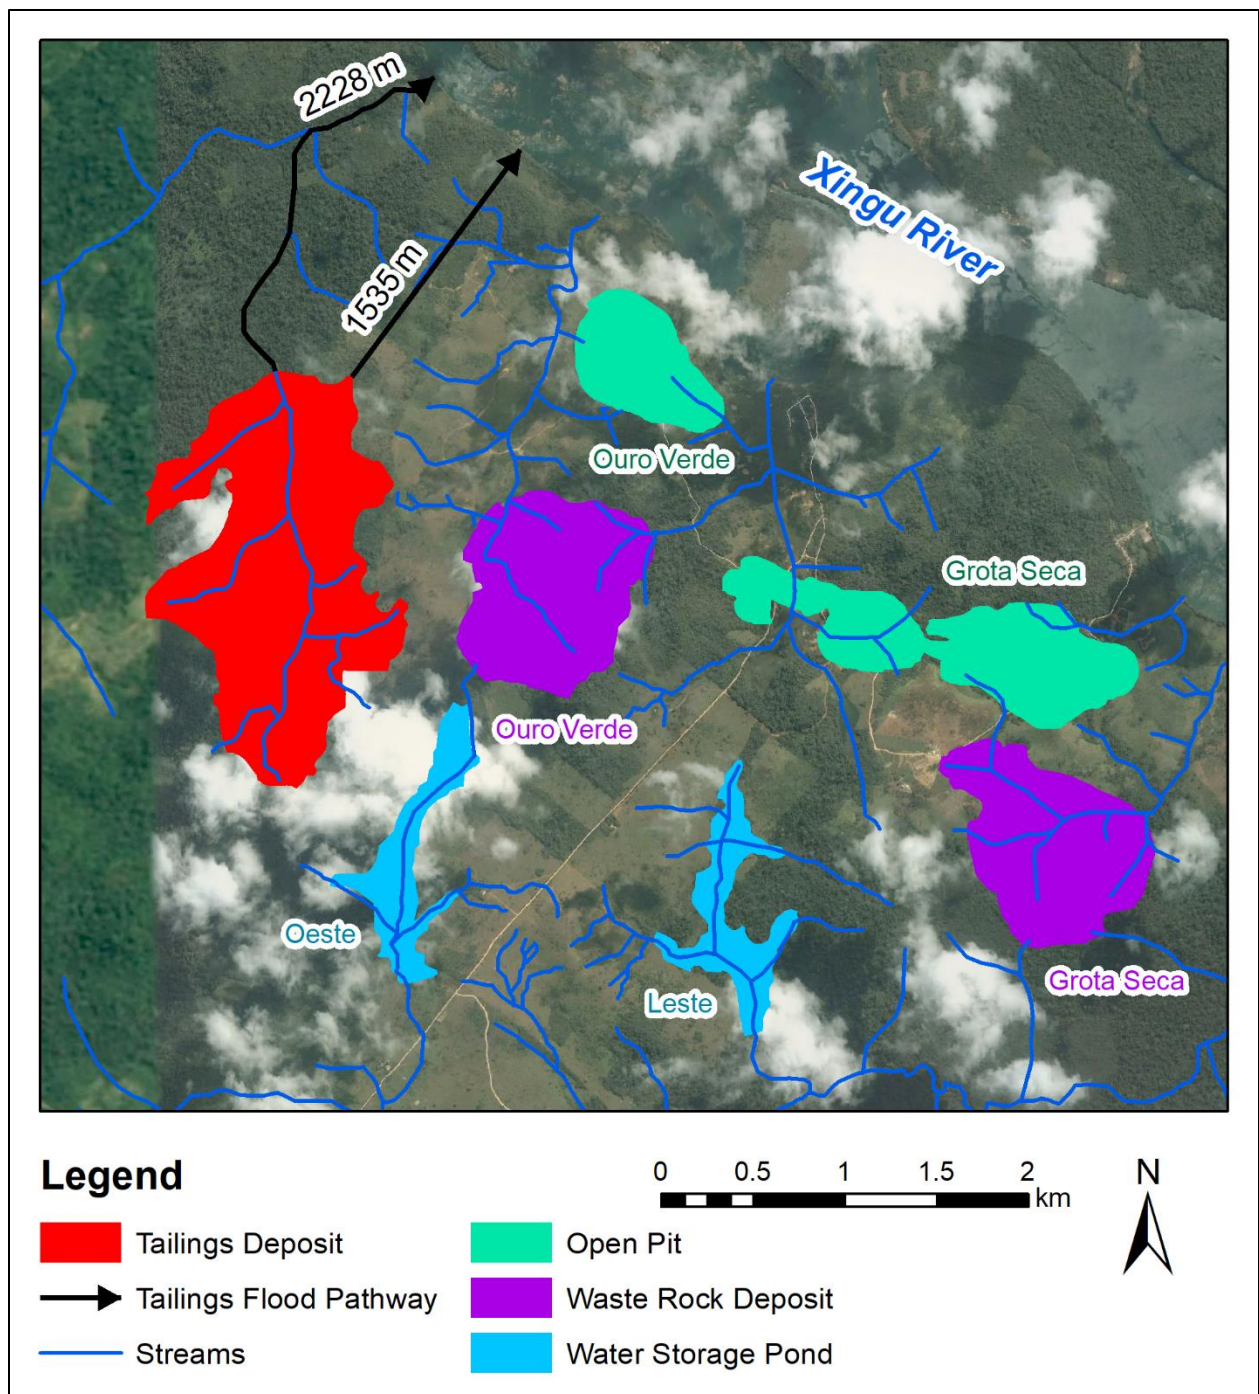 2228 m
Xingu River
1535 m
Ouro Verde
Grota Seca
Ouro Verde
Oeste
Leste
Grota Seca
Legend
0 0.5 1 1.5 2
km
N
Tailings Deposit
Open Pit
Tailings Flood Pathway
Waste Rock Deposit
Streams
Water Storage Pond